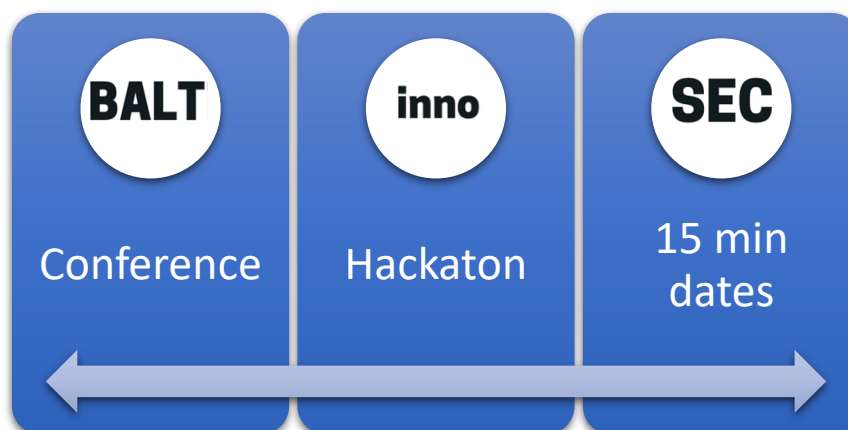 BALT
inno
SEC
Conference
Hackaton
15 min
dates